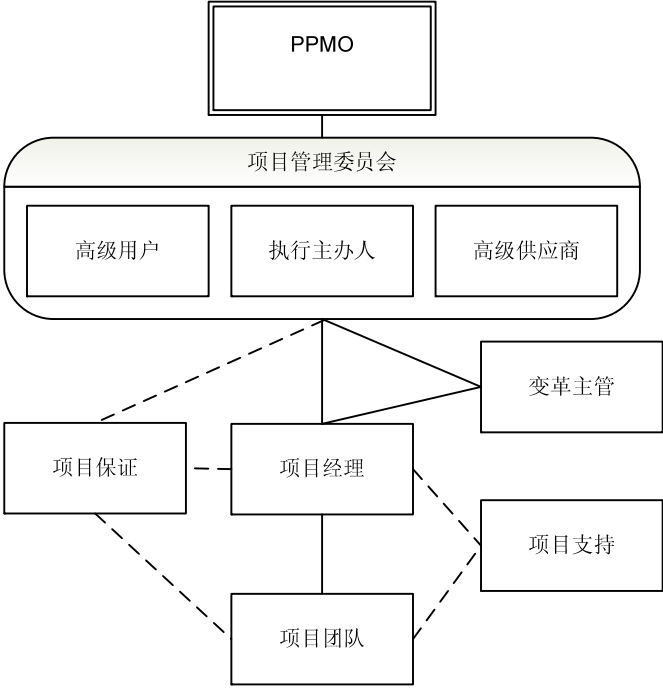 PPMO
项目管理委员会
高级用户
执行主办人
高级供应商
变革主管
项目保证
项目经理
项目支持
项目团队